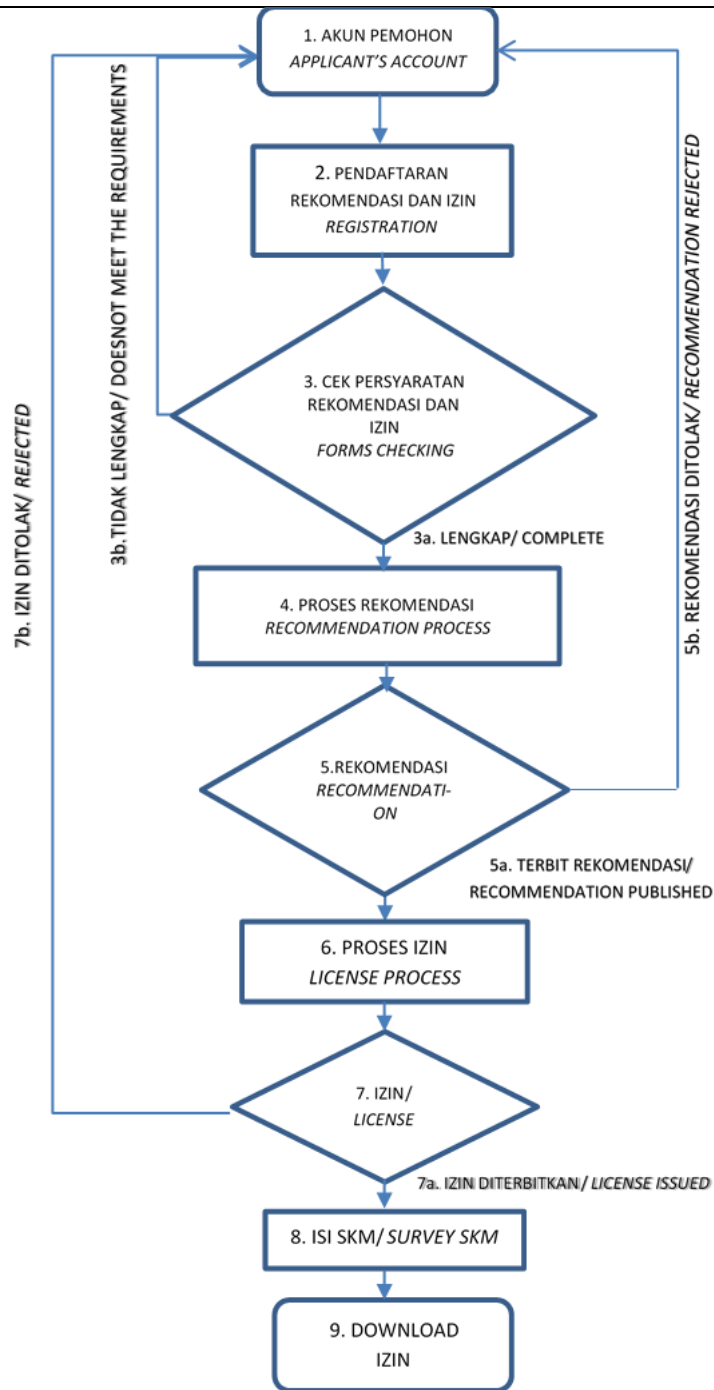 1. AKUN PEMOHON
APPLICANT'S ACCOUNT
2. PENDAFTARAN
REKOMENDASI DAN IZIN
REGISTRATION
3. CEK PERSYARATAN
REKOMENDASI DAN
IZIN
FORMS CHECKING
3a. LENGKAP/ COMPLETE
3b.TIDAK LENGKAP/ DOESNOT MEET THE REQUIREMENTS
4. PROSES REKOMENDASI
RECOMMENDATION PROCESS
5.REKOMENDASI
RECOMMENDATI-
ON
5a. TERBIT REKOMENDASI/
RECOMMENDATION PUBLISHED
5b. REKOMENDASI DITOLAK/ RECOMMENDATION REJECTED
6. PROSES IZIN
LICENSE PROCESS
7. IZIN/
LICENSE
7a. IZIN DITERBITKAN/ LICENSE ISSUED
7b. IZIN DITOLAK/ REJECTED
8. ISI SKM/ SURVEY SKM
9. DOWNLOAD
IZIN